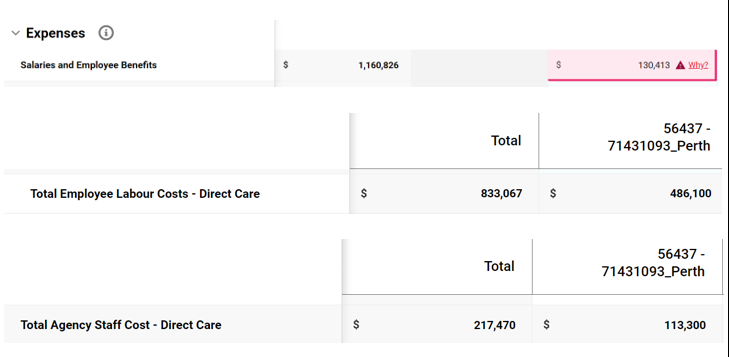 Expenses
Salaries and Employee Benefits $ 1,160,826 $ 130,413 Why?
Total 56437 -
71431093_Perth
Total Employee Labour Costs - Direct Care $ 833,067 $ 486,100
Total 56437 -
71431093_Perth
Total Agency Staff Cost - Direct Care $ 217,470 $ 113,300